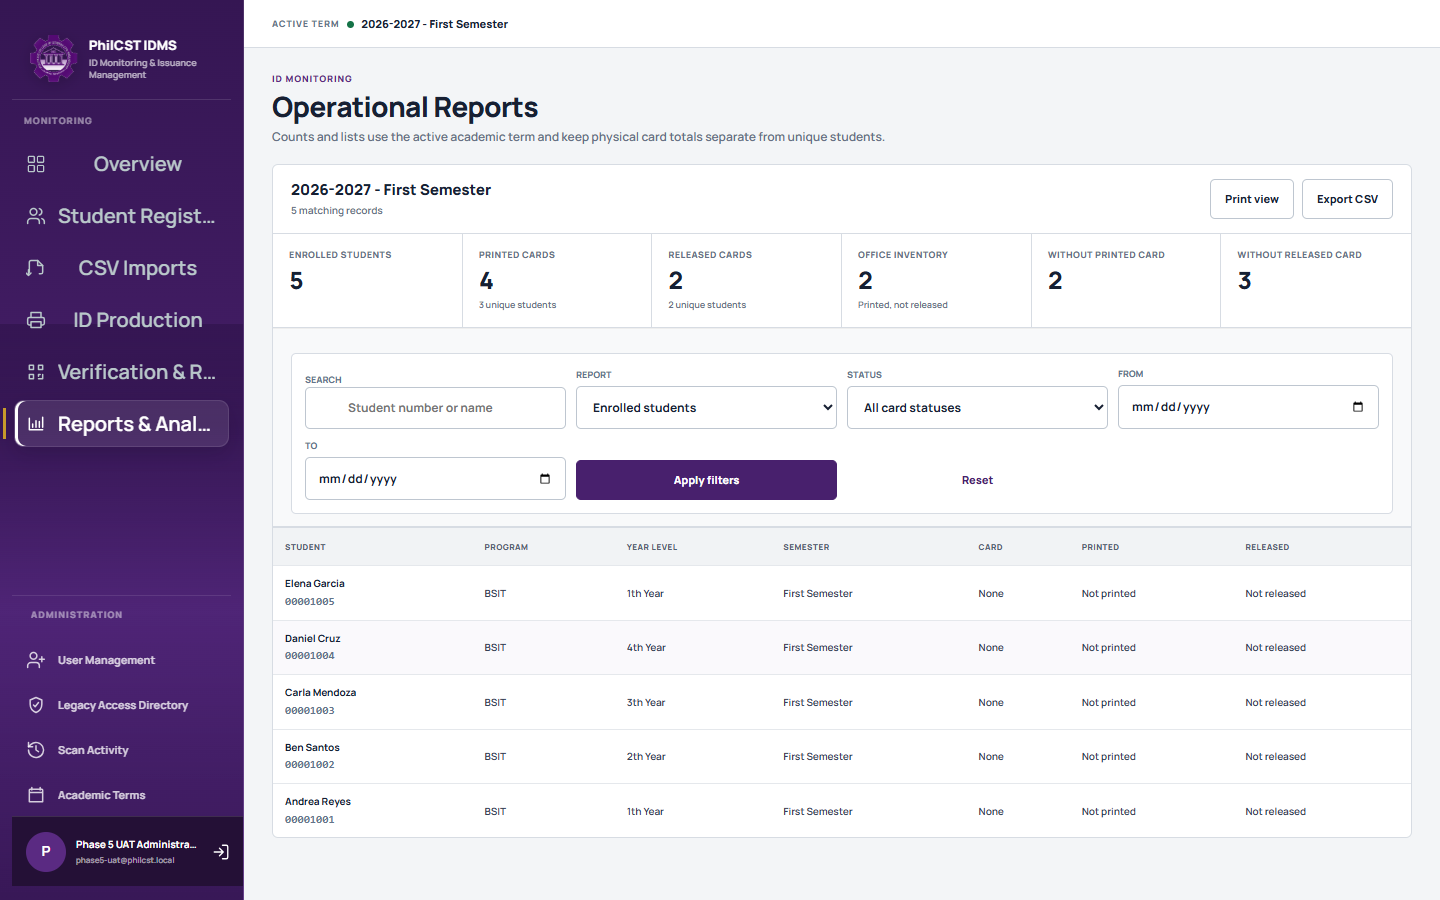 PhilCST IDMS
ID Monitoring & Issuance
Management
MONITORING
Overview
Student Regist...
CSV Imports
ID Production
Verification & R...
Reports & Anal...
ADMINISTRATION
User Management
Legacy Access Directory
Scan Activity
Academic Terms
P
Phase 5 UAT Administra...
phase5-uat@philcst.local
ACTIVE TERM 2026-2027 - First Semester
ID MONITORING
Operational Reports
Counts and lists use the active academic term and keep physical card totals separate from unique students.
2026-2027 - First Semester
5 matching records
Print view Export CSV
ENROLLED STUDENTS
5
PRINTED CARDS
4
3 unique students
RELEASED CARDS
2
2 unique students
OFFICE INVENTORY
2
Printed, not released
WITHOUT PRINTED CARD
2
WITHOUT RELEASED CARD
3
SEARCH
Student number or name
REPORT
Enrolled students
STATUS
All card statuses
FROM
mm/dd/yyyy
TO
mm/dd/yyyy
Apply filters
Reset
STUDENT PROGRAM YEAR LEVEL SEMESTER CARD PRINTED RELEASED
Elena Garcia
00001005
BSIT 1th Year First Semester None Not printed Not released
Daniel Cruz
00001004
BSIT 4th Year First Semester None Not printed Not released
Carla Mendoza
00001003
BSIT 3th Year First Semester None Not printed Not released
Ben Santos
00001002
BSIT 2th Year First Semester None Not printed Not released
Andrea Reyes
00001001
BSIT 1th Year First Semester None Not printed Not released